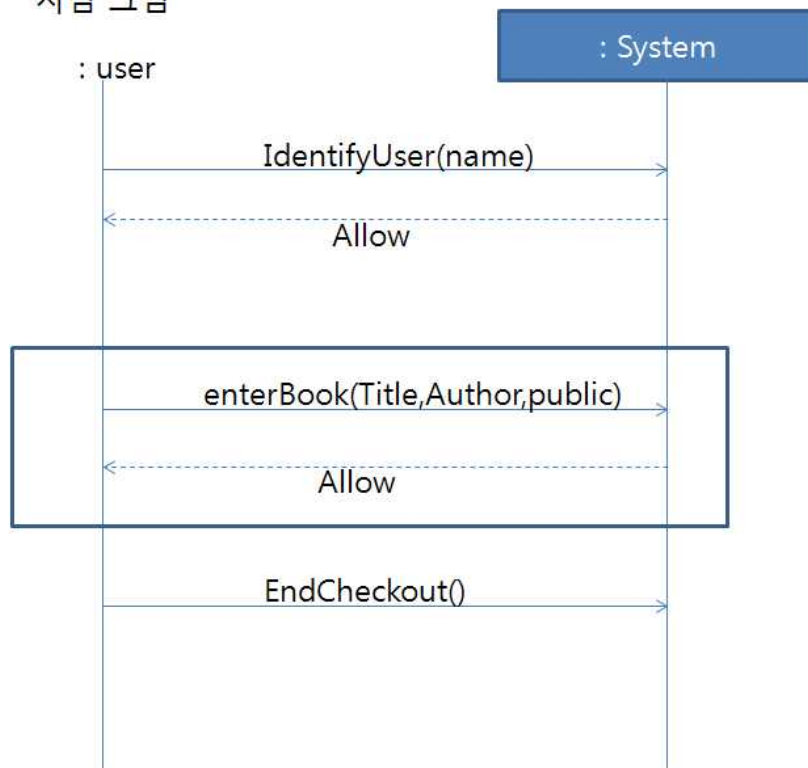 : System
: user
IdentifyUser(name)
Allow
enterBook(Title,Author,public)
Allow
EndCheckout()